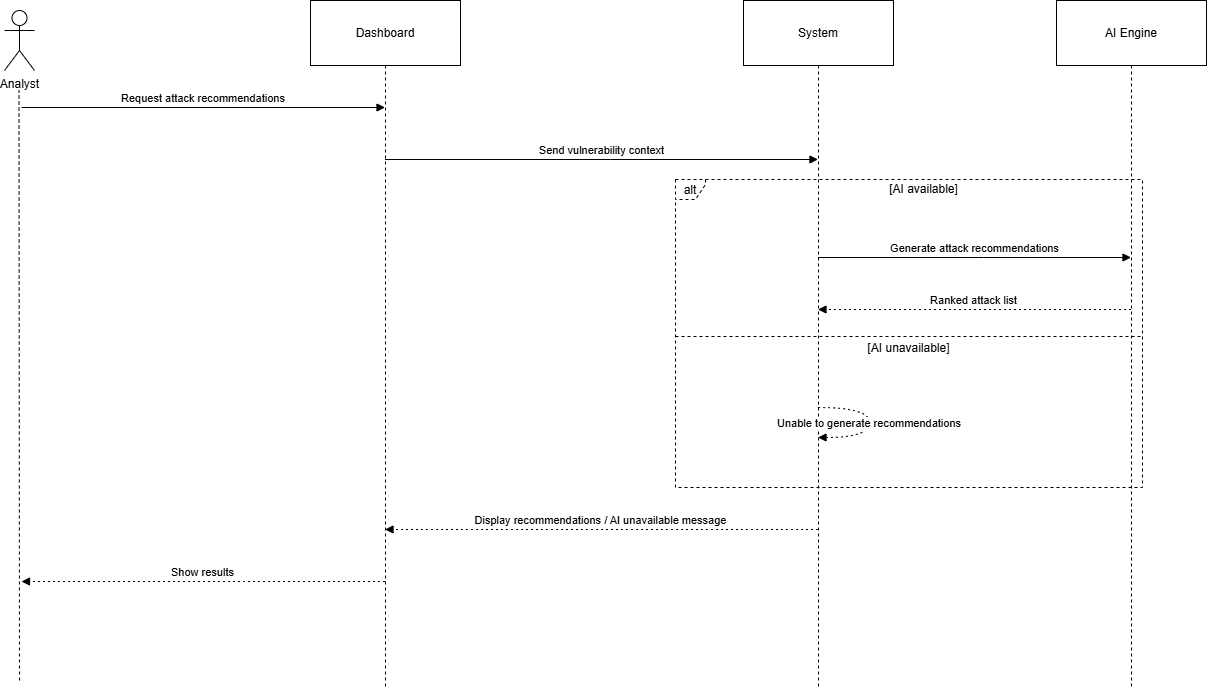 Dashboard
System
AI Engine
Analyst
Request attack recommendations
Send vulnerability context
alt
[AI available]
Generate attack recommendations
Ranked attack list
[AI unavailable]
Unable to generate recommendations
Display recommendations / AI unavailable message
Show results